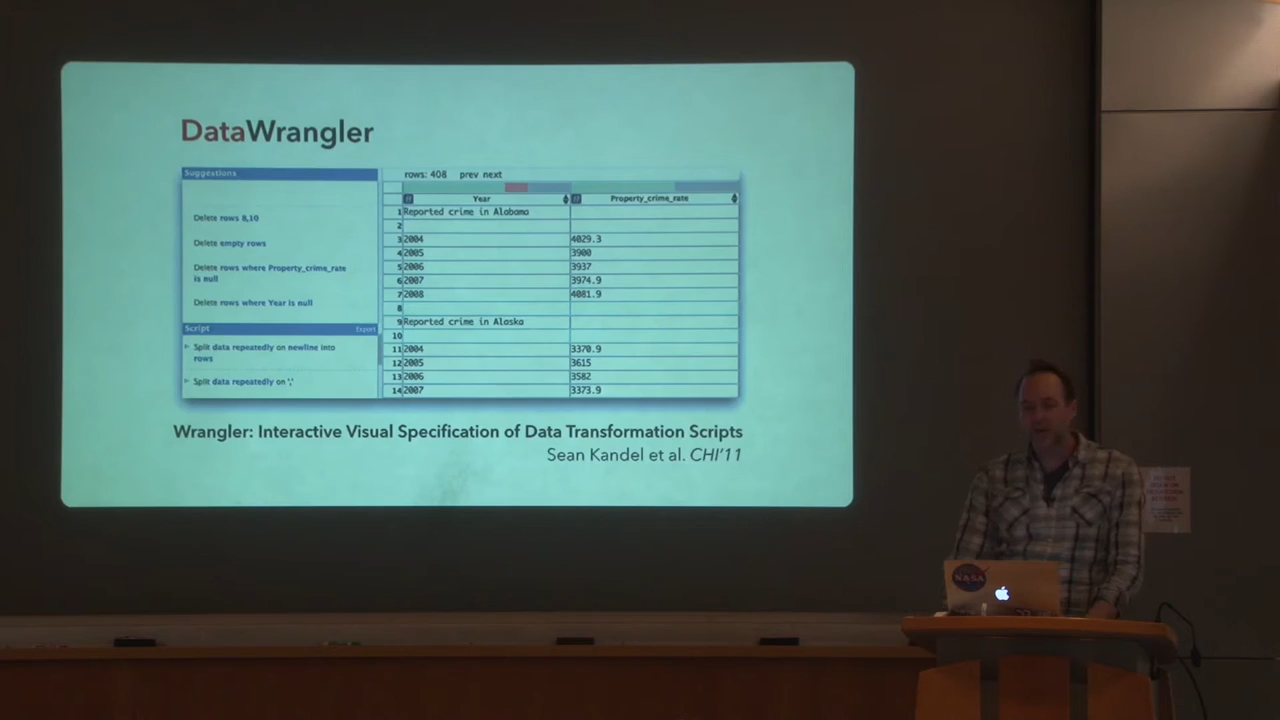 DataWrangler
Suggestions
Delete rows 8,10
Delete empty rows
Delete rows where Property_crime_rate
is null
Delete rows where Year is null
Script Export
Split data repeatedly on newline into
rows
Split data repeatedly on ','
rows: 408 prev next
Year Property_crime_rate
1 Reported crime in Alabama
2
3 2004 4029.3
4 2005 3900
5 2006 3937
6 2007 3974.9
7 2008 4081.9
8
9 Reported crime in Alaska
10
11 2004 3370.9
12 2005 3615
13 2006 3582
14 2007 3373.9
Wrangler: Interactive Visual Specification of Data Transformation Scripts
Sean Kandel et al. CHI'11
NASA